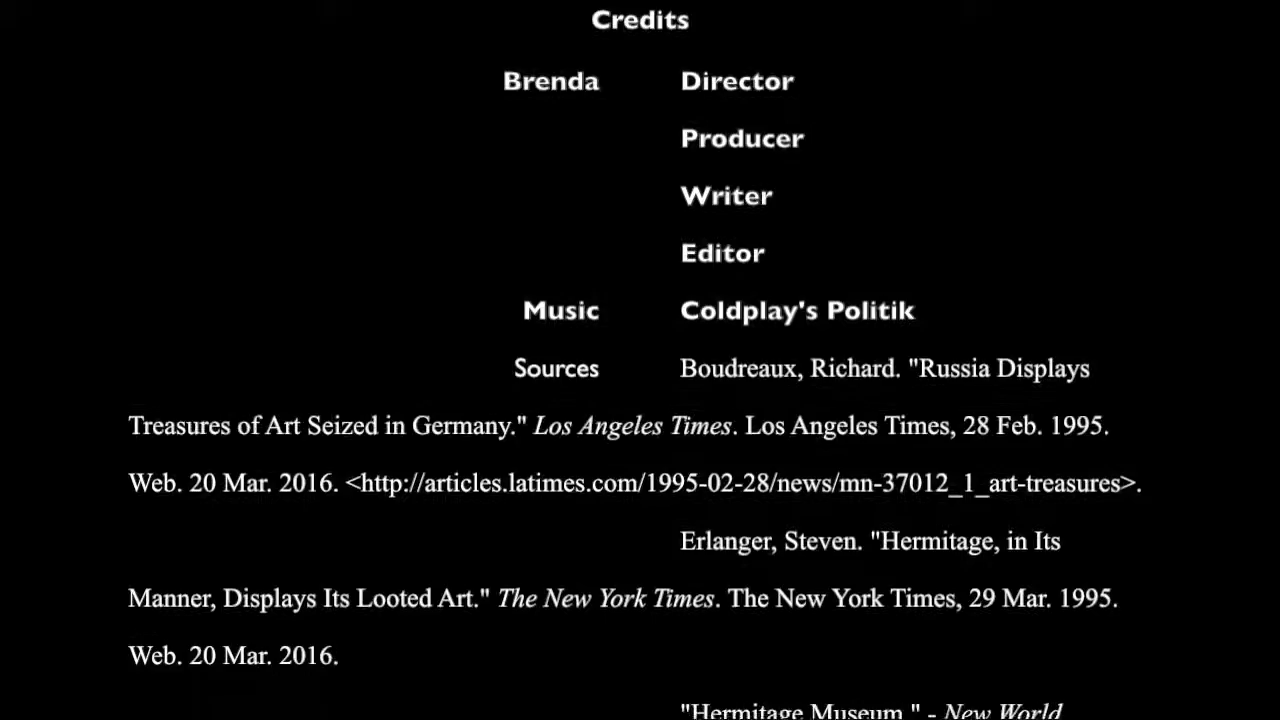 Credits
Brenda Director
Producer
Writer
Editor
Music Coldplay's Politik
Sources Boudreaux, Richard. "Russia Displays
Treasures of Art Seized in Germany." Los Angeles Times. Los Angeles Times, 28 Feb. 1995.
Web. 20 Mar. 2016. <http://articles.latimes.com/1995-02-28/news/mn-37012_1_art-treasures>.
Erlanger, Steven. "Hermitage, in Its
Manner, Displays Its Looted Art." The New York Times. The New York Times, 29 Mar. 1995.
Web. 20 Mar. 2016.
"Hermitage Museum." - New World